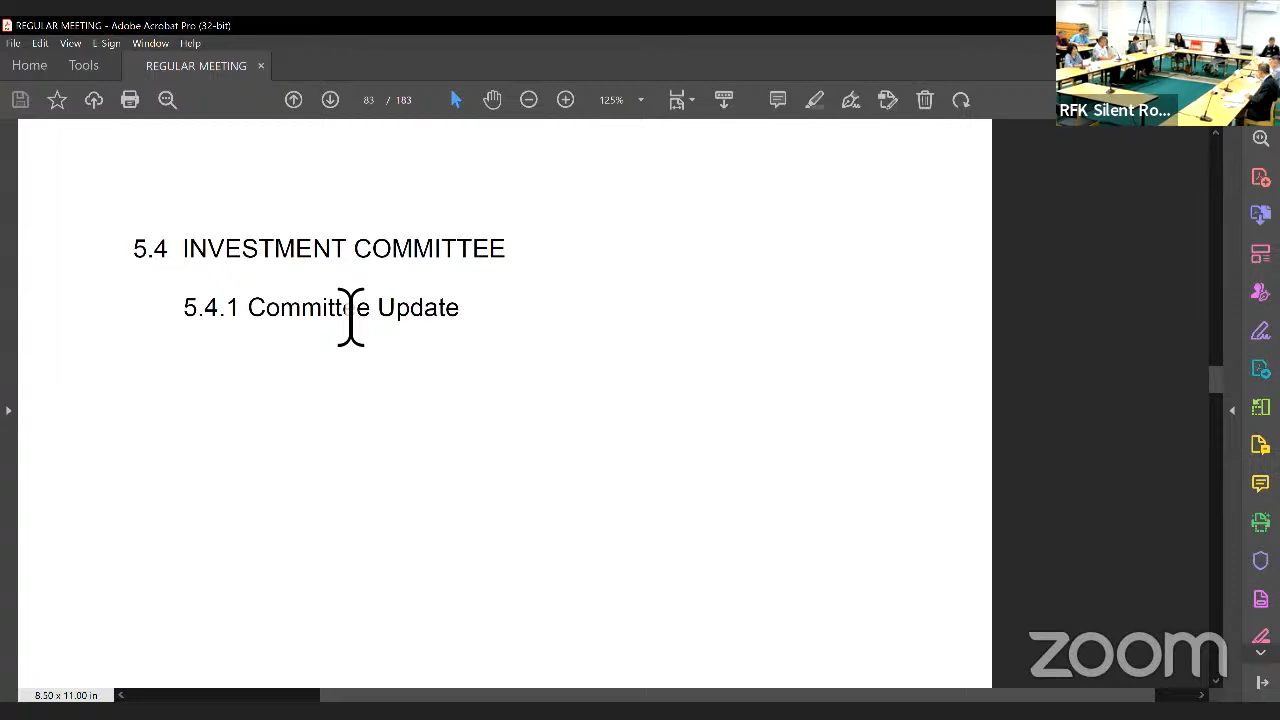 REGULAR MEETING - Adobe Acrobat Pro (32-bit)
File Edit View E-Sign Window Help
Home Tools REGULAR MEETING ×
83 / 183 125%
RFK Silent Ro...
5.4 INVESTMENT COMMITTEE
5.4.1 Committee Update
zoom
8.50 x 11.00 in